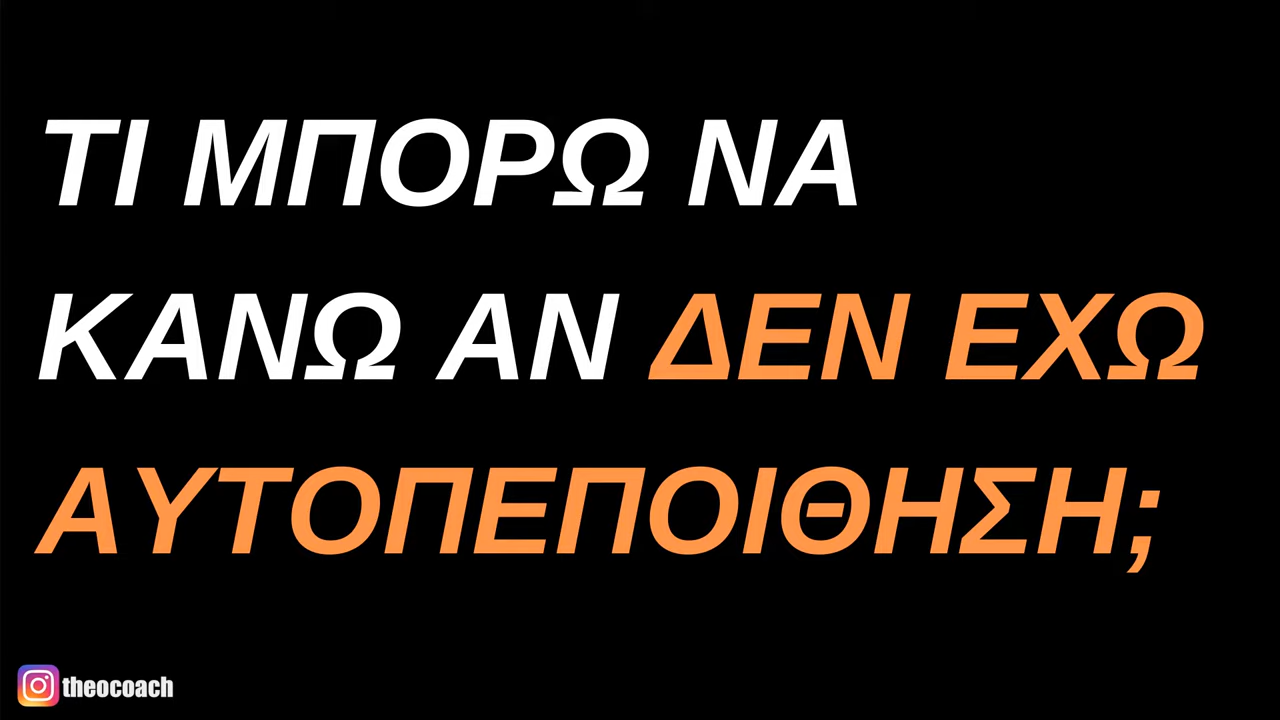 ΤΙ ΜΠΟΡΩ ΝΑ
ΚΑΝΩ ΑΝ ΔΕΝ ΕΧΩ
ΑΥΤΟΠΕΠΟΙΘΗΣΗ;
theocoach